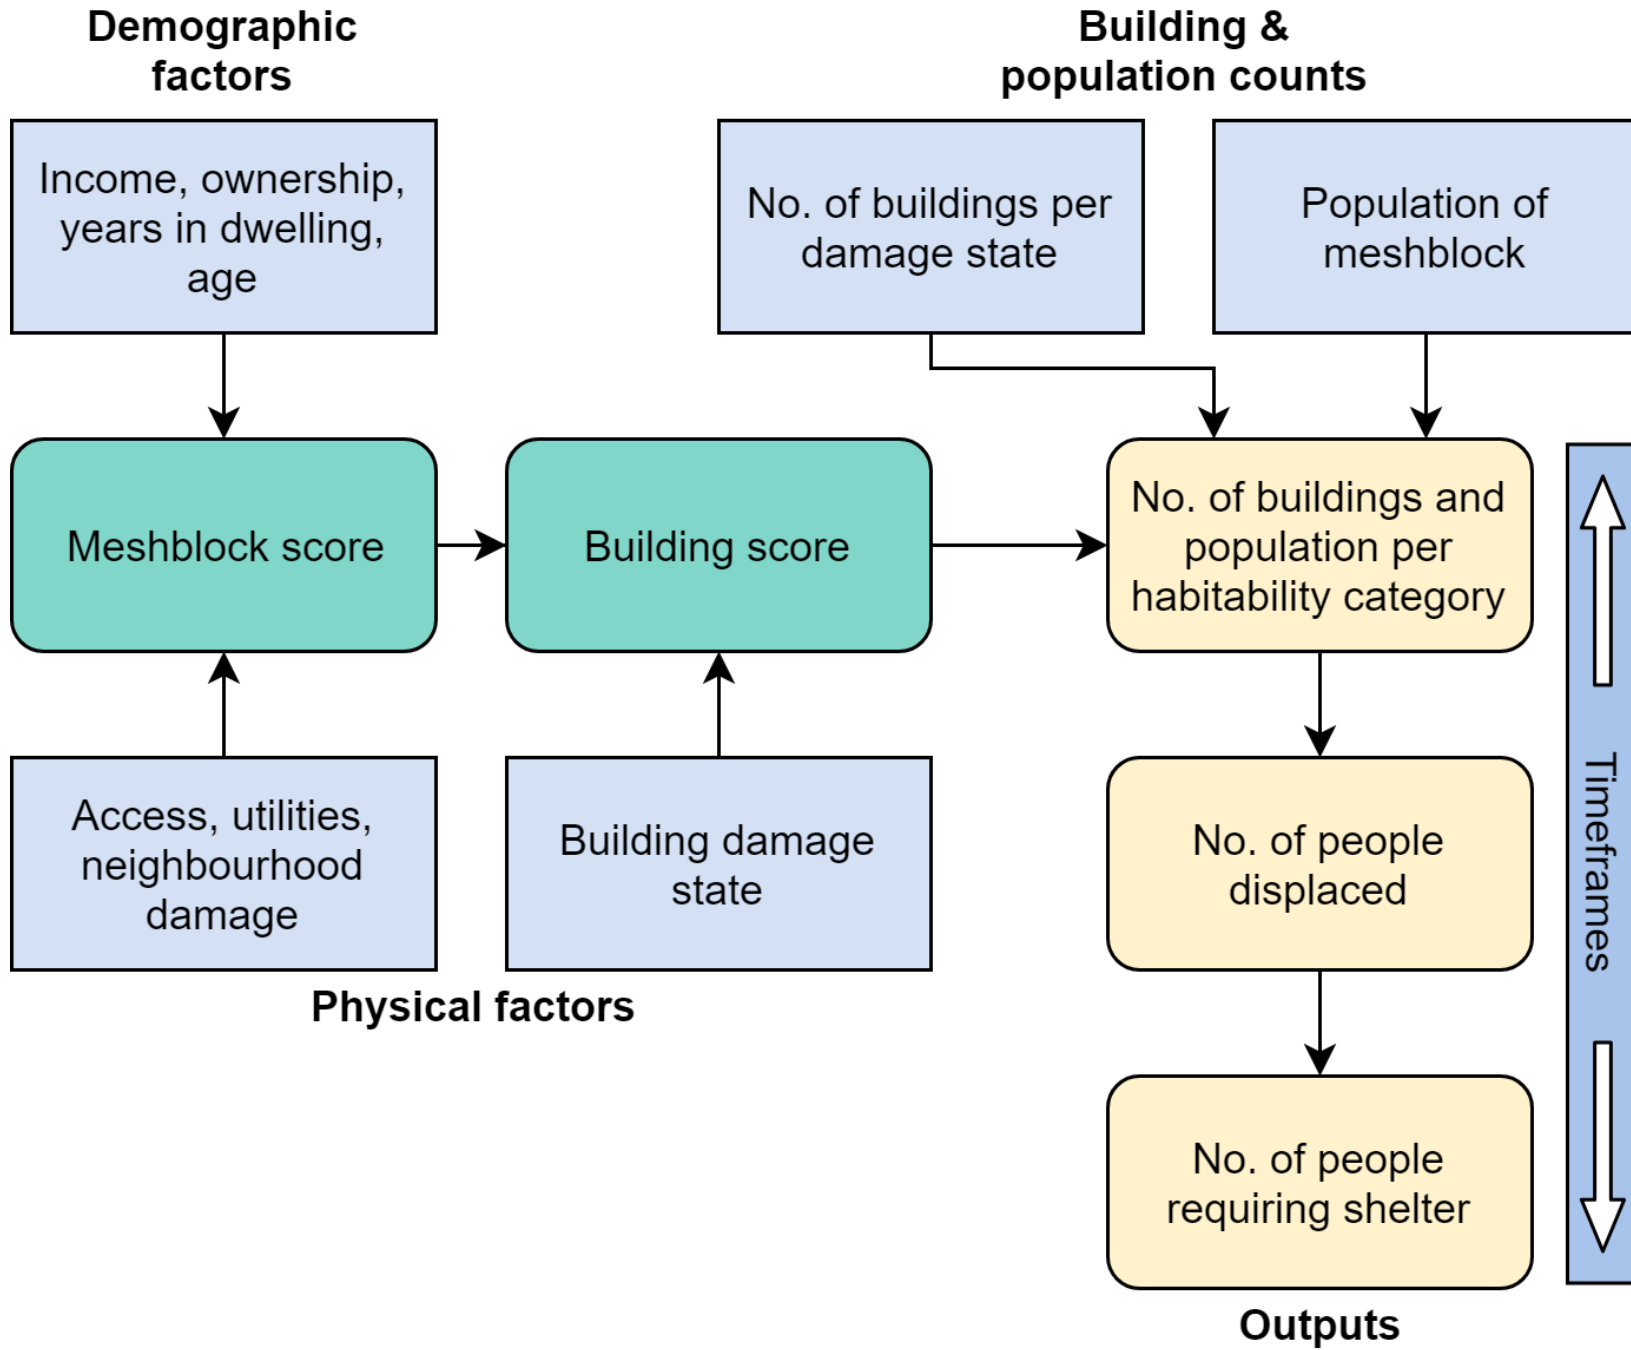 Demographic
factors
Building &
population counts
Income, ownership,
years in dwelling,
age
No. of buildings per
damage state
Population of
meshblock
Meshblock score
Building score
No. of buildings and
population per
habitability category
Access, utilities,
neighbourhood
damage
Building damage
state
Physical factors
No. of people
displaced
No. of people
requiring shelter
Outputs
Timeframes